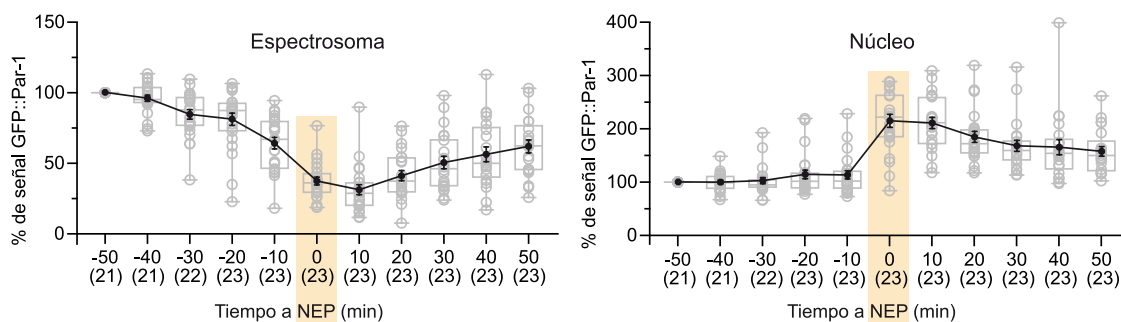 Espectrosoma
% de señal GFP::Par-1
150
100
50
0
-50 -40 -30 -20 -10 0 10 20 30 40 50
(21) (21) (22) (23) (23) (23) (23) (23) (23) (23) (23)
Tiempo a NEP (min)
Núcleo
% de señal GFP::Par-1
400
300
200
100
0
-50 -40 -30 -20 -10 0 10 20 30 40 50
(21) (21) (22) (23) (23) (23) (23) (23) (23) (23) (23)
Tiempo a NEP (min)